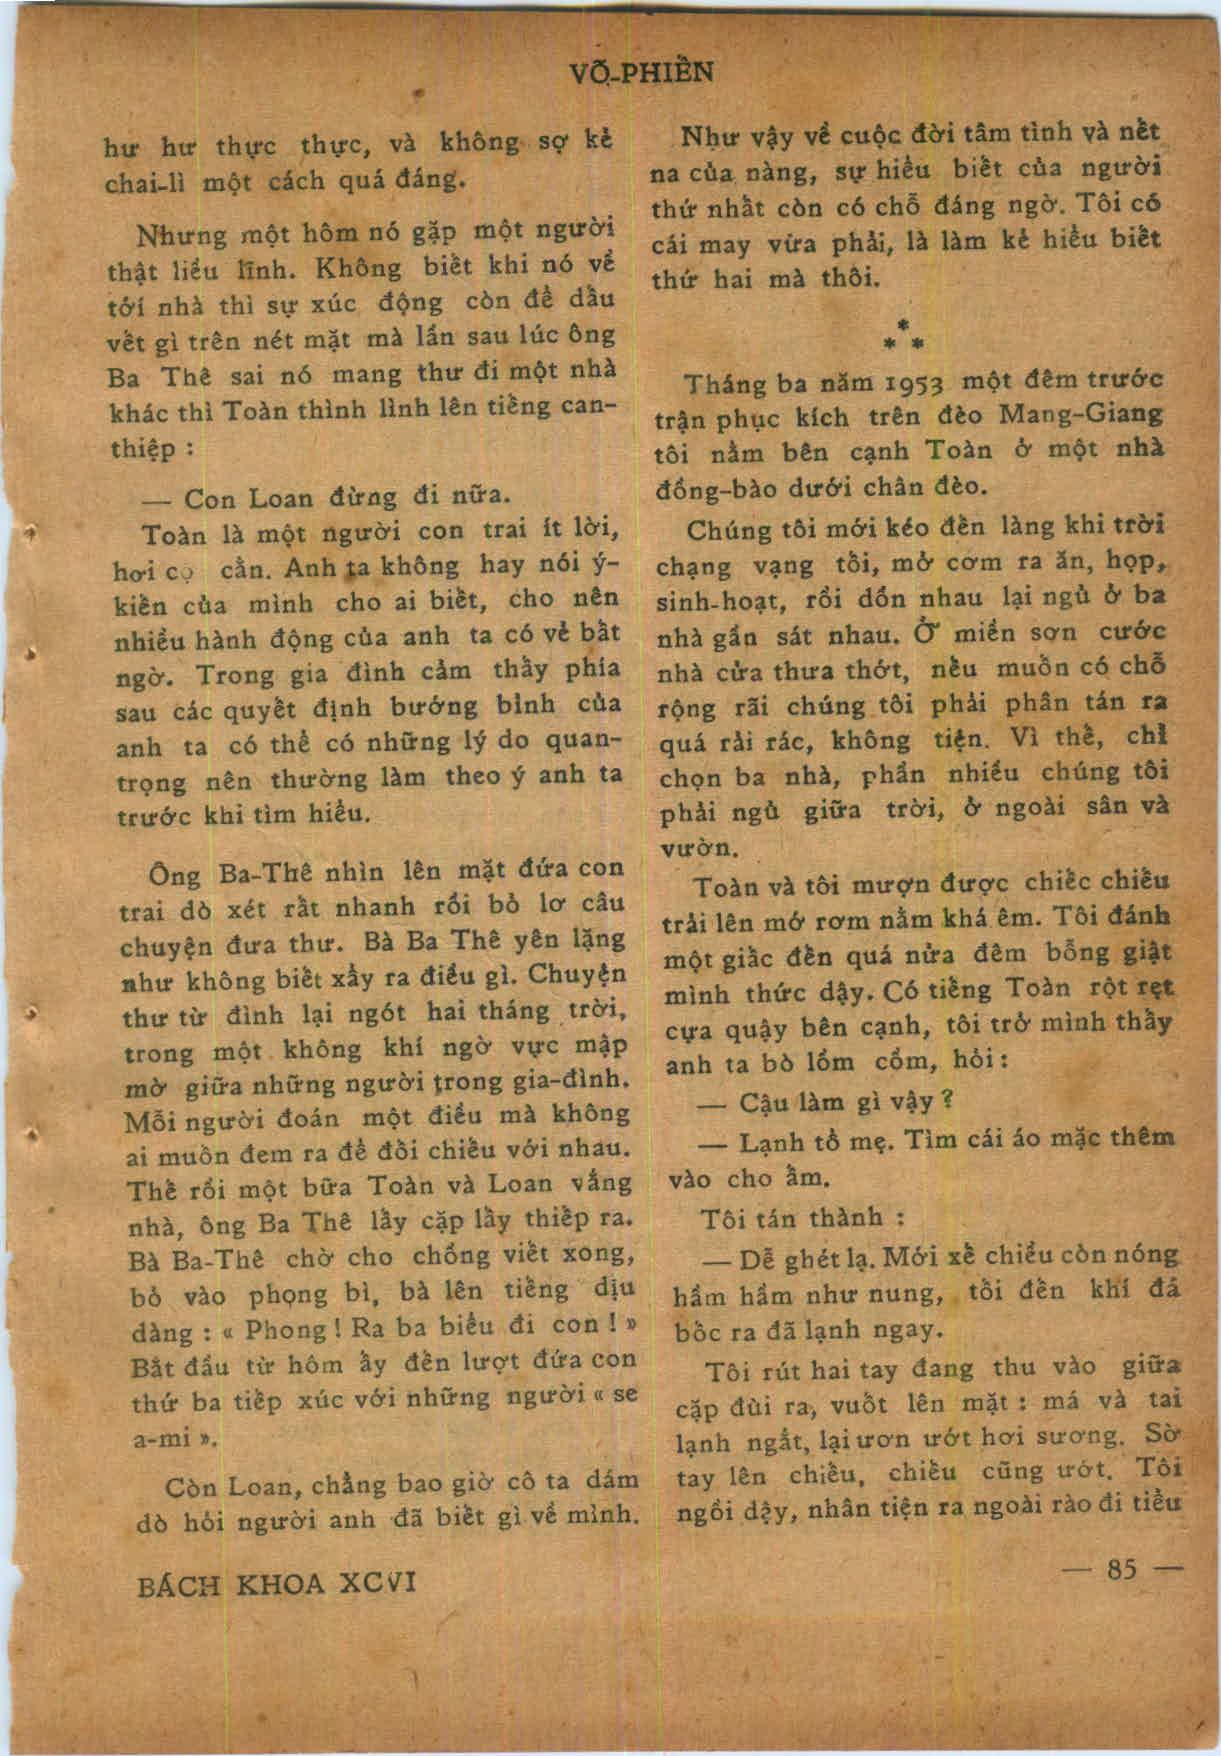 VÕ-PHIẾN
hư hư thực thực, và không sợ kẻ
chai-lì một cách quá đáng.
Nhưng một hôm nó gặp một người
thật liều lĩnh. Không biết khi nó về
tới nhà thì sự xúc động còn để dấu
vết gì trên nét mặt mà lần sau lúc ông
Ba Thê sai nó mang thư đi một nhà
khác thì Toàn thình lình lên tiếng can-
thiệp :
— Con Loan đừng đi nữa.
Toàn là một người con trai ít lời,
hơi cọ cằn. Anh ta không hay nói ý-
kiến của mình cho ai biết, cho nên
nhiều hành động của anh ta có vẻ bất
ngờ. Trong gia đình cảm thấy phía
sau các quyết định bướng bỉnh của
anh ta có thể có những lý do quan-
trọng nên thường làm theo ý anh ta
trước khi tìm hiểu.
Ông Ba-Thê nhìn lên mặt đứa con
trai dò xét rất nhanh rồi bỏ lơ câu
chuyện đưa thư. Bà Ba Thê yên lặng
như không biết xẩy ra điều gì. Chuyện
thư từ đình lại ngót hai tháng trời,
trong một không khí ngờ vực mập
mờ giữa những người trong gia-đình.
Mỗi người đoán một điều mà không
ai muốn đem ra để đối chiếu với nhau.
Thế rồi một bữa Toàn và Loan vắng
nhà, ông Ba Thê lấy cặp lấy thiếp ra.
Bà Ba-Thê chờ cho chồng viết xong,
bỏ vào phong bì, bà lên tiếng dịu
dàng : « Phong ! Ra ba biểu đi con ! »
Bắt đầu từ hôm ấy đến lượt đứa con
thứ ba tiếp xúc với những người « se
a-mi ».
Còn Loan, chẳng bao giờ cô ta dám
dò hỏi người anh đã biết gì về mình.
Như vậy về cuộc đời tâm tình và nết
na của nàng, sự hiểu biết của người
thứ nhất còn có chỗ đáng ngờ. Tôi có
cái may vừa phải, là làm kẻ hiểu biết
thứ hai mà thôi.
*
* *
Tháng ba năm 1953 một đêm trước
trận phục kích trên đèo Mang-Giang
tôi nằm bên cạnh Toàn ở một nhà
đồng-bào dưới chân đèo.
Chúng tôi mới kéo đến làng khi trời
chạng vạng tối, mở cơm ra ăn, họp,
sinh-hoạt, rồi dồn nhau lại ngủ ở ba
nhà gần sát nhau. Ở miền sơn cước
nhà cửa thưa thớt, nếu muốn có chỗ
rộng rãi chúng tôi phải phân tán ra
quá rải rác, không tiện. Vì thế, chỉ
chọn ba nhà, phần nhiều chúng tôi
phải ngủ giữa trời, ở ngoài sân và
vườn.
Toàn và tôi mượn được chiếc chiếu
trải lên mớ rơm nằm khá êm. Tôi đánh
một giấc đến quá nửa đêm bỗng giật
mình thức dậy. Có tiếng Toàn rột rẹt
cựa quậy bên cạnh, tôi trở mình thấy
anh ta bò lồm cồm, hỏi :
— Cậu làm gì vậy ?
— Lạnh tổ mẹ. Tìm cái áo mặc thêm
vào cho ấm.
Tôi tán thành :
— Dễ ghét lạ. Mới xế chiều còn nóng
hầm hầm như nung, tối đến khí đá
bốc ra đã lạnh ngay.
Tôi rút hai tay đang thu vào giữa
cặp đùi ra, vuốt lên mặt : má và tai
lạnh ngắt, lại ươn ướt hơi sương. Sờ
tay lên chiếu, chiếu cũng ướt. Tôi
ngồi dậy, nhân tiện ra ngoài rào đi tiểu
BÁCH KHOA XCVI
— 85 —